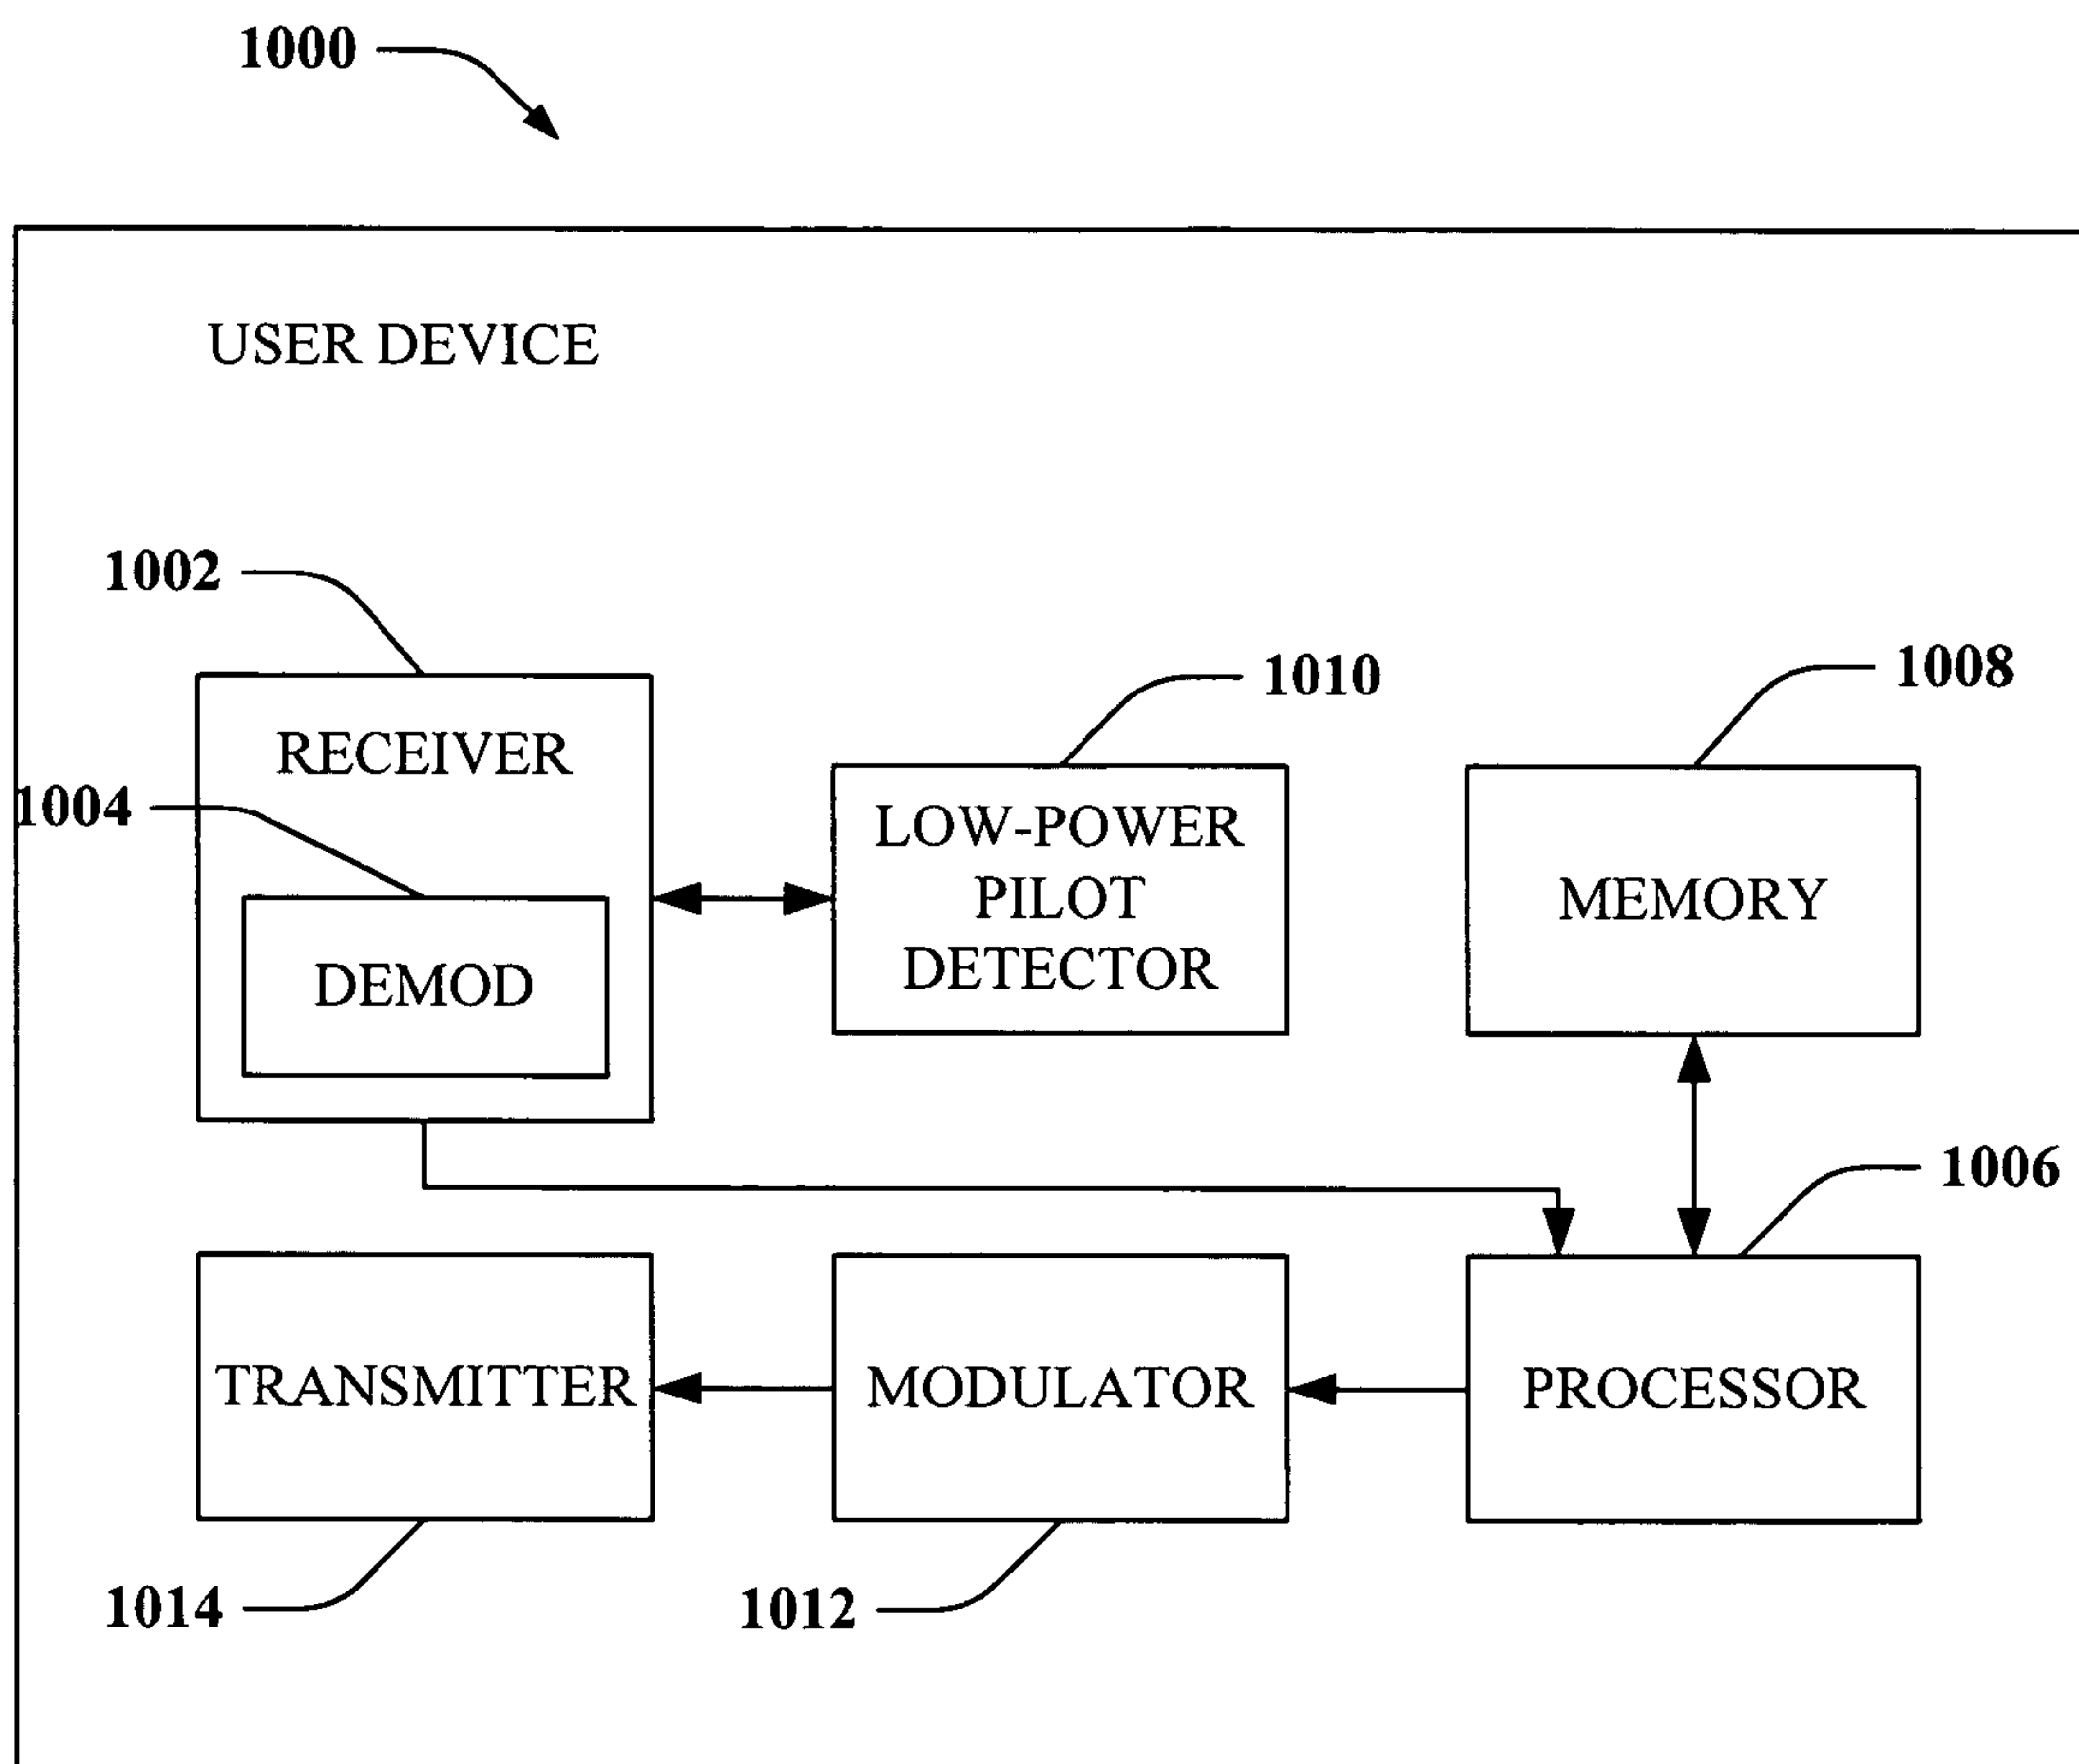 1000
USER DEVICE
1002
1010
1008
RECEIVER
1004
LOW-POWER
PILOT
DETECTOR
MEMORY
DEMOD
1006
TRANSMITTER
MODULATOR
PROCESSOR
1014
1012